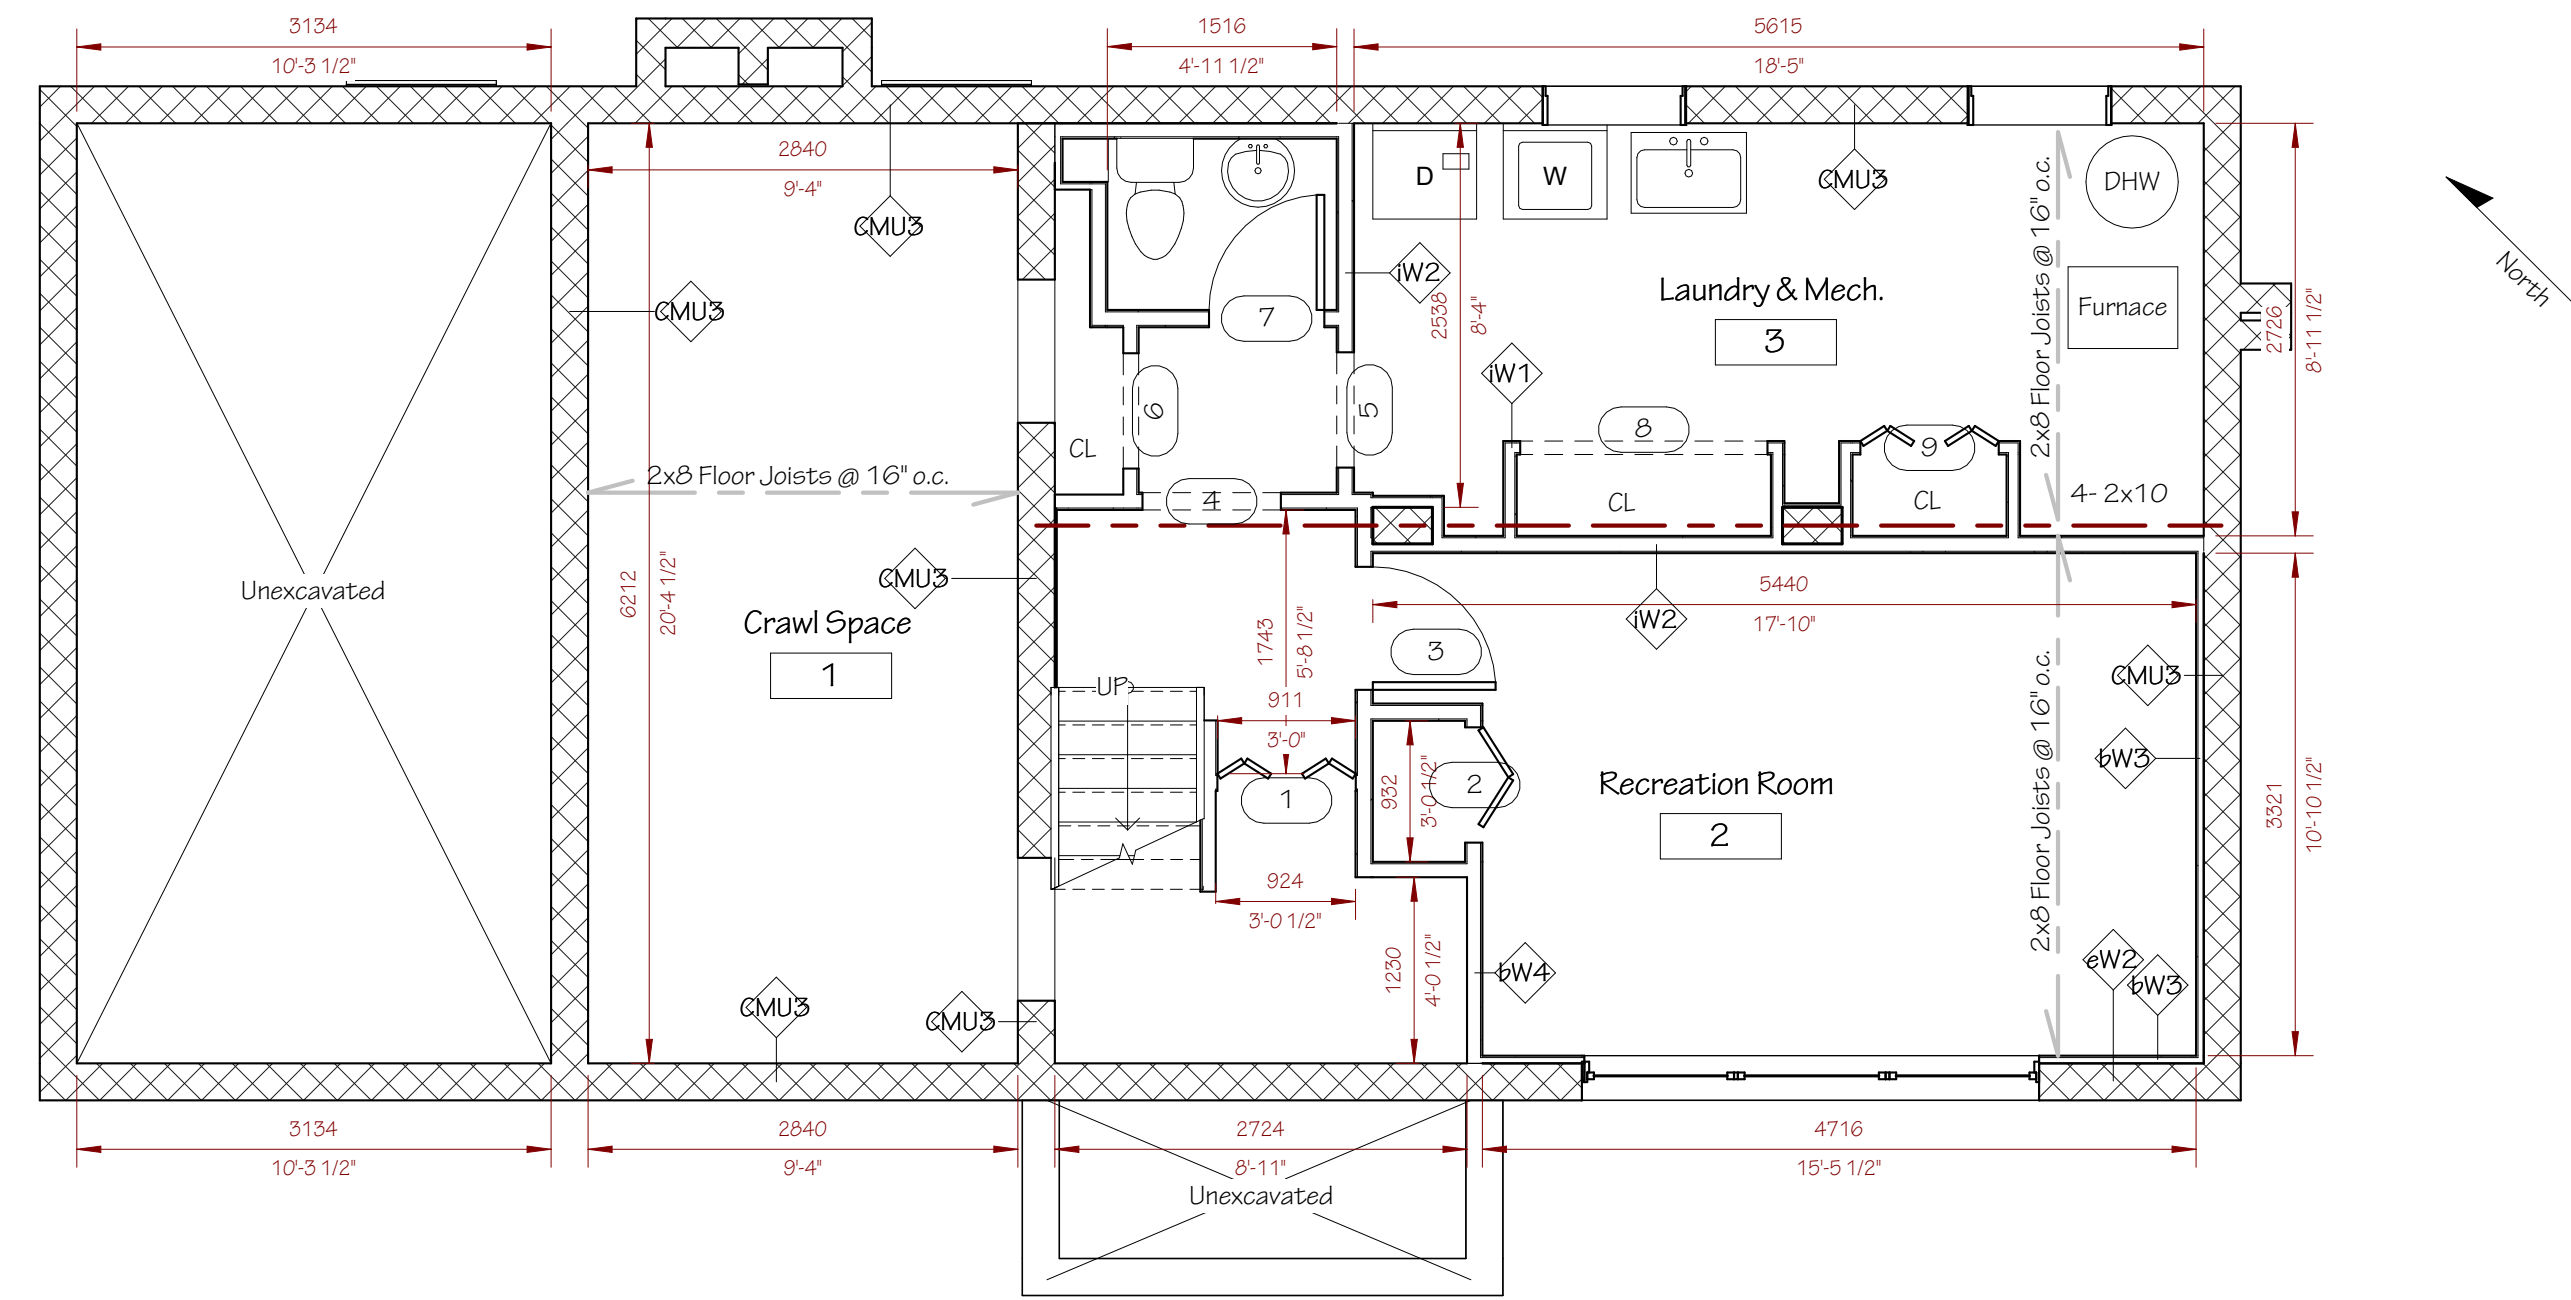 3134
10'-3 1/2"
1516
4'-11 1/2"
5615
18'-5"
2840
9'-4"
CMU3
D
W
CMU3
DHW
2x8 Floor Joists @ 16" o.c.
North
CMU3
iW2
2538
8'-4"
Laundry & Mech.
3
Furnace
2726
8'-11 1/2"
7
iW1
6
5
8
9
CL
2x8 Floor Joists @ 16" o.c.
4
CL
CL
4- 2x10
Unexcavated
6212
20'-4 1/2"
CMU3
Crawl Space
1
1743
5'-8 1/2"
5440
17'-10"
iW2
3
CMU3
UP
911
3'-0"
932
3'-0 1/2"
2
1
Recreation Room
2
bW3
2x8 Floor Joists @ 16" o.c.
3321
10'-10 1/2"
924
3'-0 1/2"
1230
4'-0 1/2"
bW4
eW2
bW3
CMU3
CMU3
3134
10'-3 1/2"
2840
9'-4"
2724
8'-11"
4716
15'-5 1/2"
Unexcavated